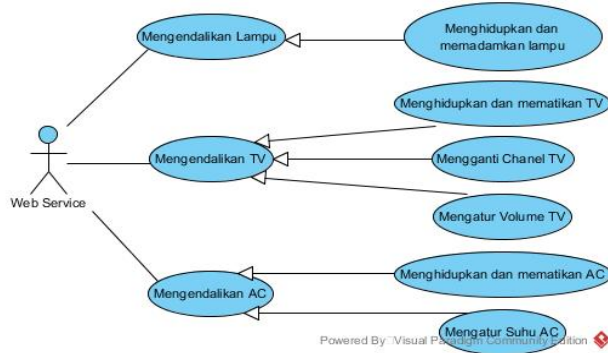 Menghidupkan dan
memadamkan lampu
Mengendalikan Lampu
Menghidupkan dan mematikan TV
Mengendalikan TV
Mengganti Chanel TV
Web Service
Mengatur Volume TV
Menghidupkan dan mematikan AC
Mengendalikan AC
Mengatur Suhu AC
Powered By Visual Paradigm Community Edition